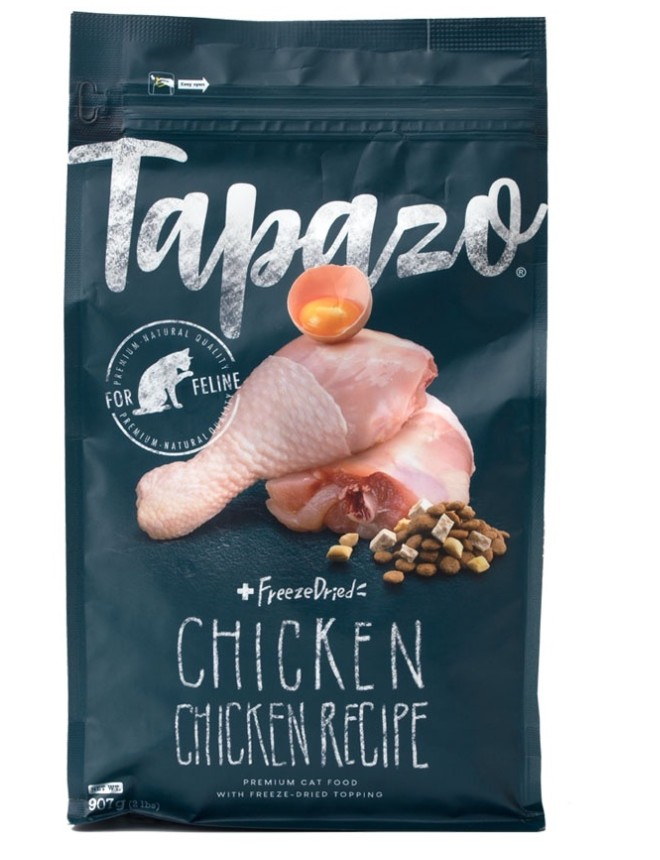 Easy open
Tapazo®
PREMIUM-NATURAL QUALITY
FOR FELINE
PREMIUM-NATURAL QUALITY
+FreezeDried
CHICKEN
CHICKEN RECIPE
PREMIUM CAT FOOD
WITH FREEZE-DRIED TOPPING
NET WT.
907g (2 lbs)